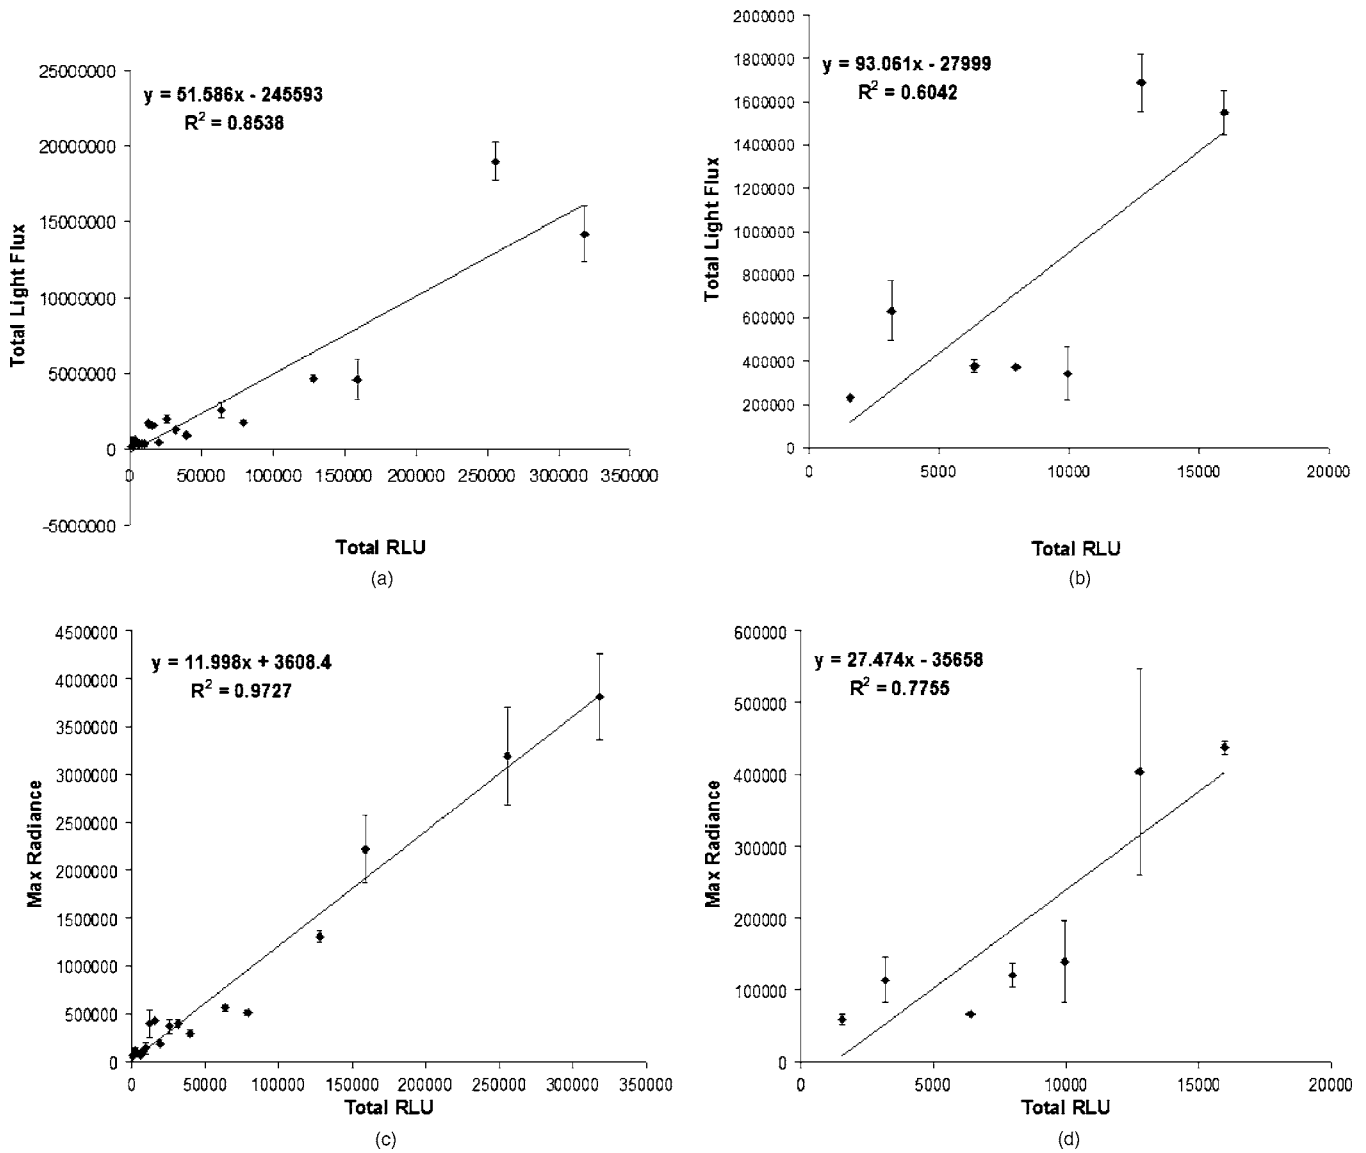 25000000
20000000
15000000
10000000
5000000
0
-5000000
y = 51.586x - 245593
R² = 0.8538
Total Light Flux
0 50000 100000 150000 200000 250000 300000 350000
Total RLU
(a)
2000000
1800000
1600000
1400000
1200000
1000000
800000
600000
400000
200000
0
y = 93.061x - 27999
R² = 0.6042
Total Light Flux
0 5000 10000 15000 20000
Total RLU
(b)
4500000
4000000
3500000
3000000
2500000
2000000
1500000
1000000
500000
0
y = 11.998x + 3608.4
R² = 0.9727
Max Radiance
0 50000 100000 150000 200000 250000 300000 350000
Total RLU
(c)
600000
500000
400000
300000
200000
100000
0
y = 27.474x - 35658
R² = 0.7755
Max Radiance
0 5000 10000 15000 20000
Total RLU
(d)